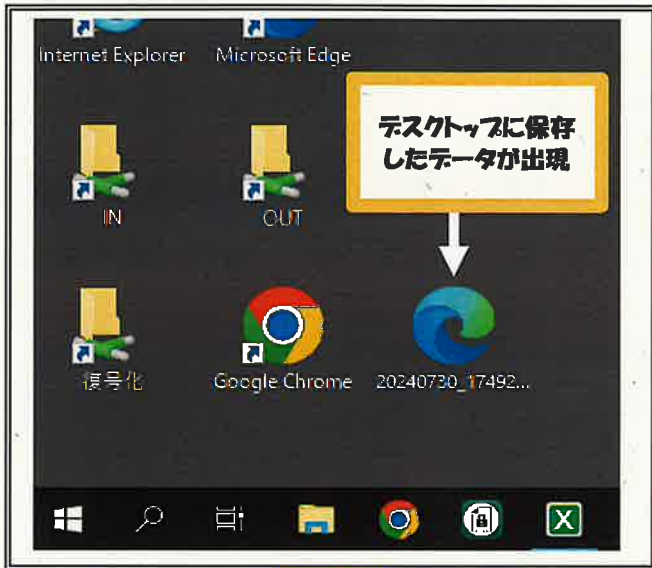 Internet Explorer
Microsoft Edge
デスクトップに保存
したデータが出現
IN
OUT
復号化
Google Chrome
20240730_17492...